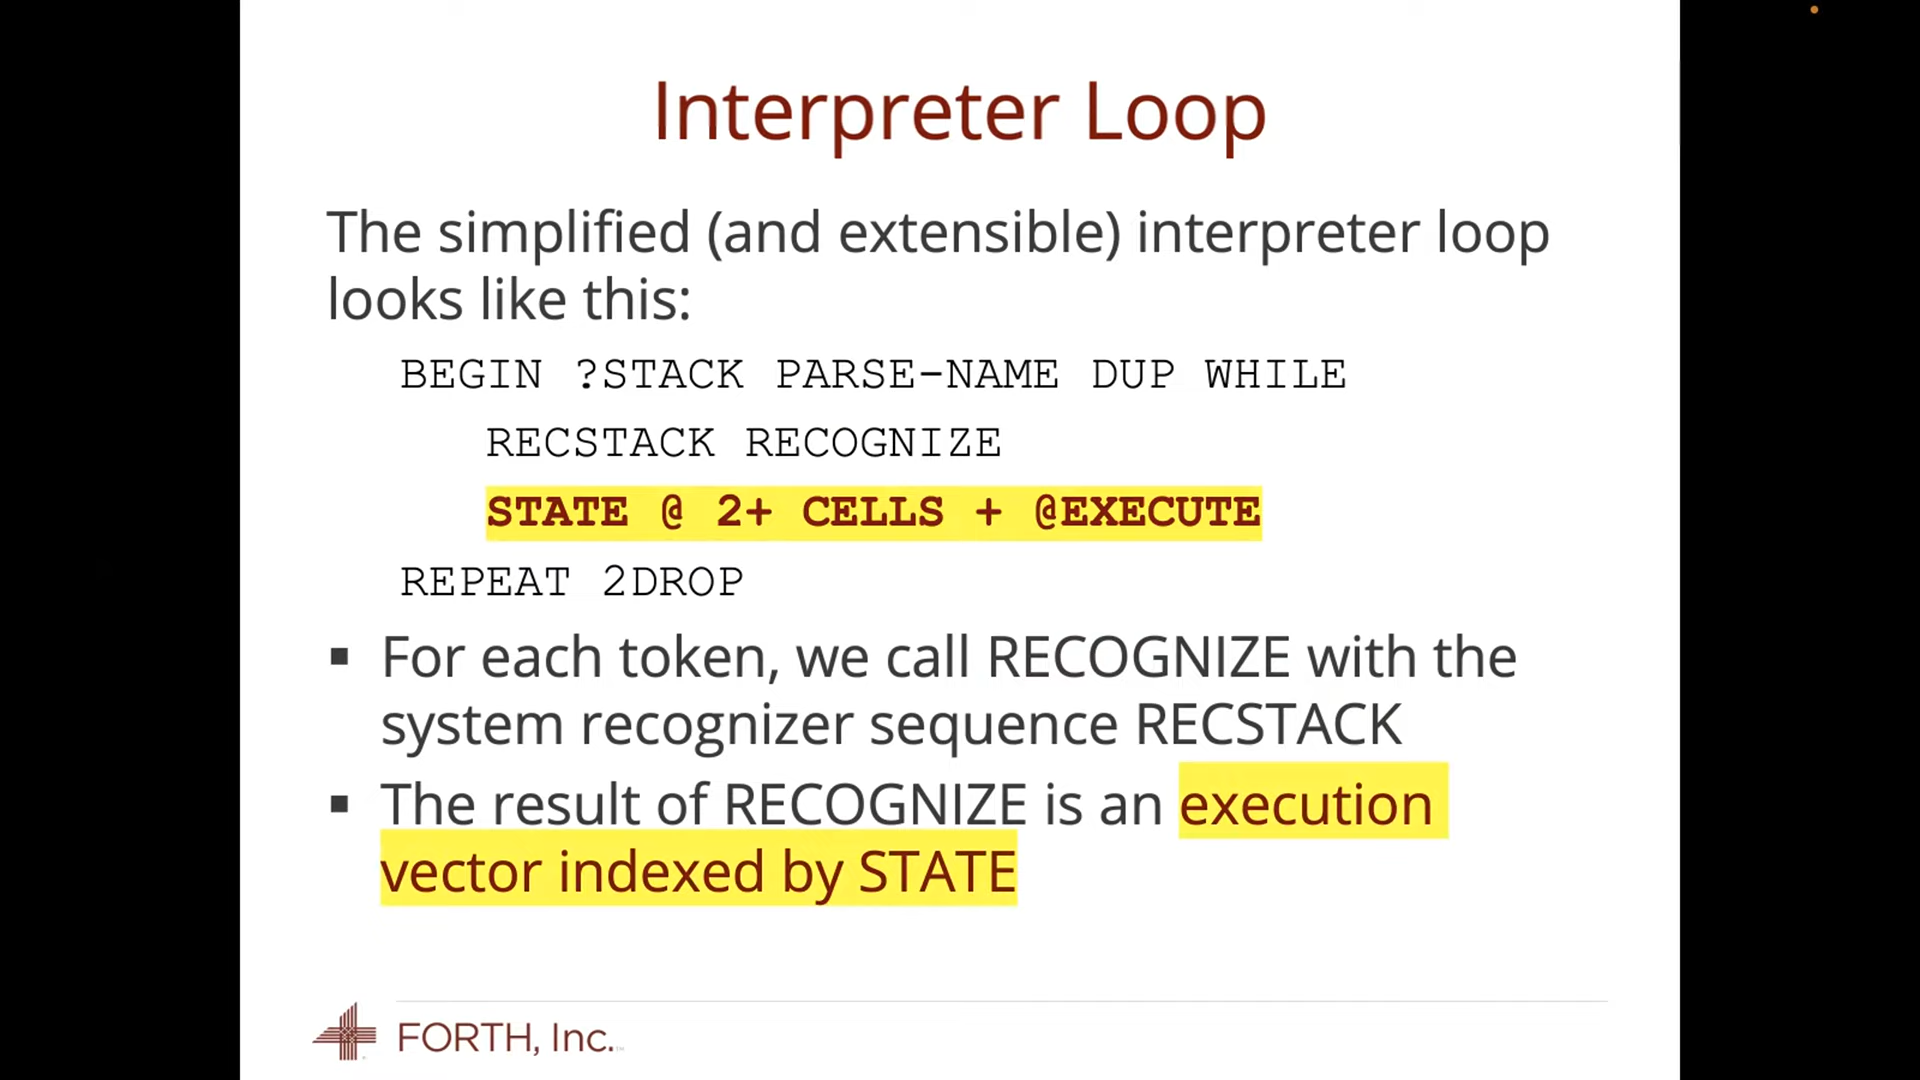 Interpreter Loop
The simplified (and extensible) interpreter loop
looks like this:
BEGIN ?STACK PARSE-NAME DUP WHILE
RECSTACK RECOGNIZE
STATE @ 2+ CELLS + @EXECUTE
REPEAT 2DROP
▪ For each token, we call RECOGNIZE with the
system recognizer sequence RECSTACK
▪ The result of RECOGNIZE is an execution
vector indexed by STATE
FORTH, Inc.